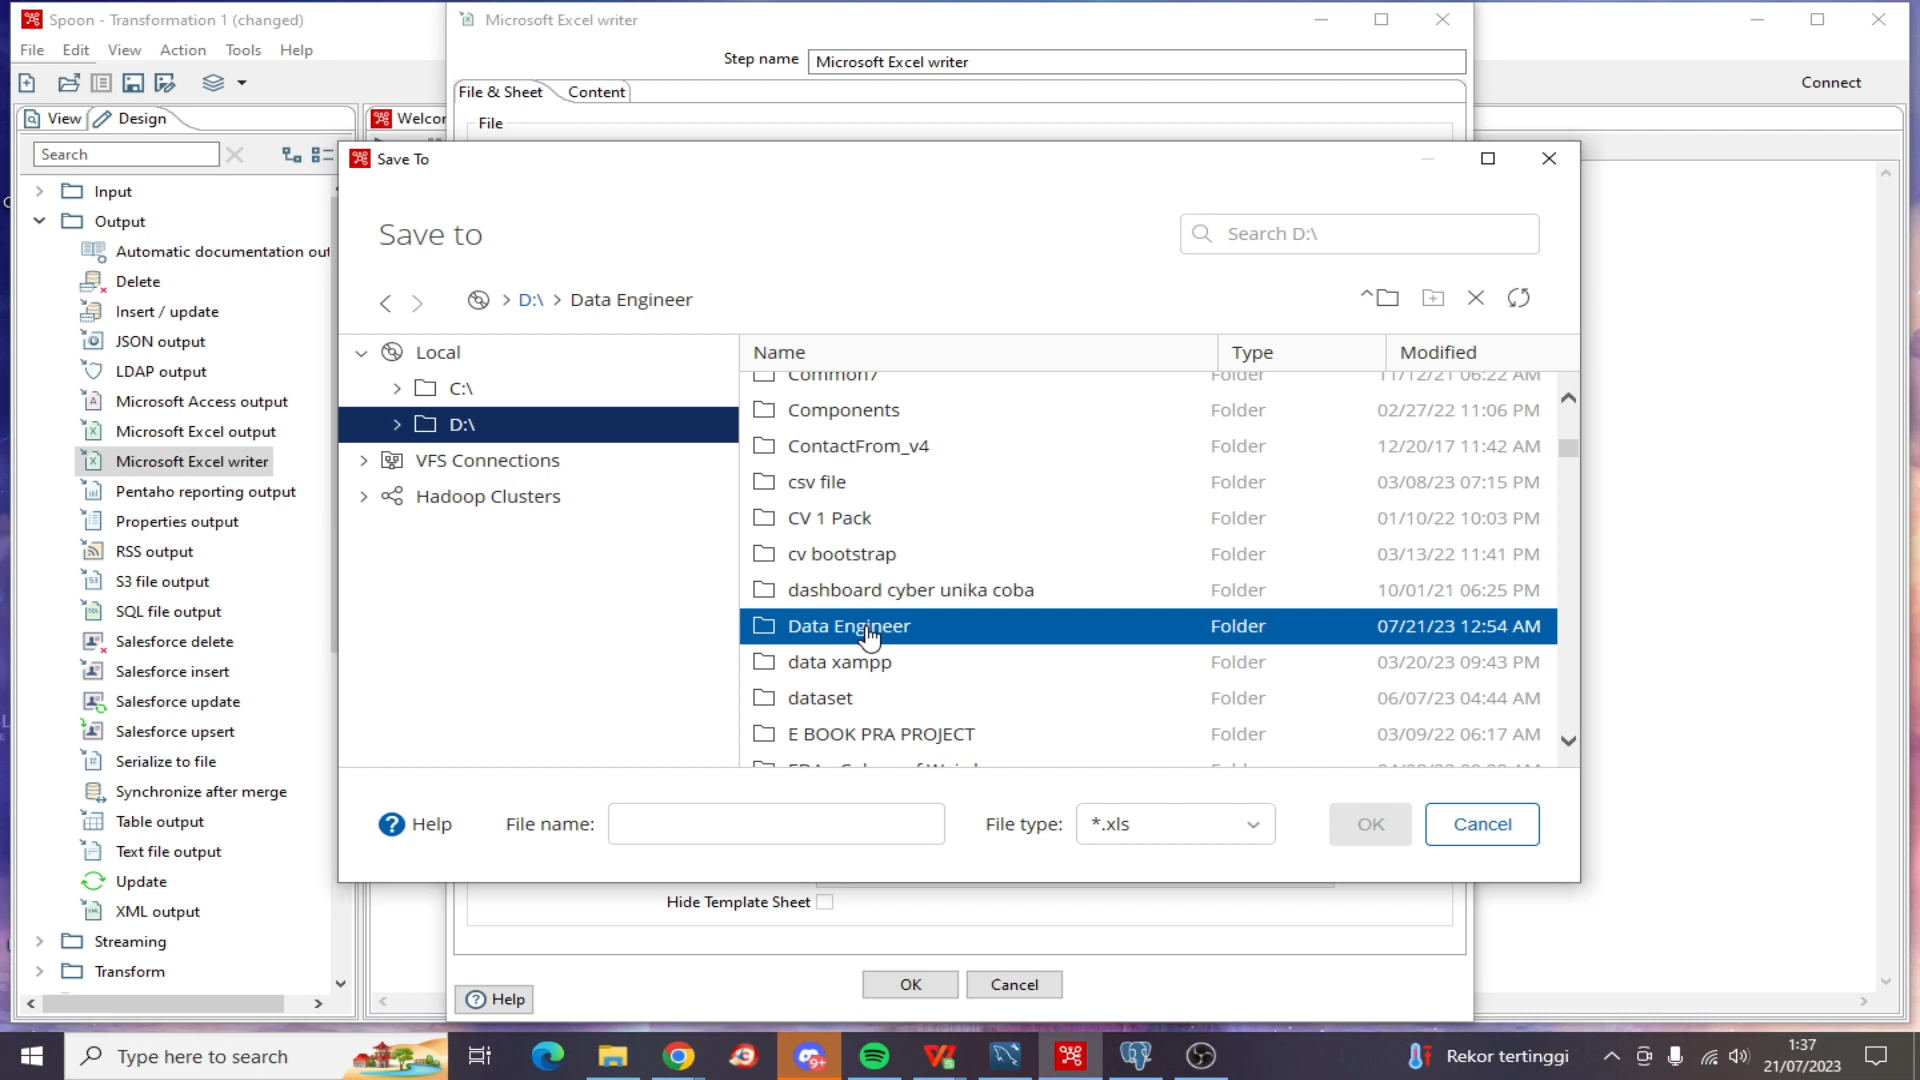 Spoon - Transformation 1 (changed)
File Edit View Action Tools Help
Connect
View Design
Welcor
Search
Input
Output
Automatic documentation out
Delete
Insert / update
JSON output
LDAP output
Microsoft Access output
Microsoft Excel output
Microsoft Excel writer
Pentaho reporting output
Properties output
RSS output
S3 file output
SQL file output
Salesforce delete
Salesforce insert
Salesforce update
Salesforce upsert
Serialize to file
Synchronize after merge
Table output
Text file output
Update
XML output
Streaming
Transform
Microsoft Excel writer
Step name Microsoft Excel writer
File & Sheet Content
File
Save To
Save to
Search D:\
D:\ > Data Engineer
Local
C:\
D:\
VFS Connections
Hadoop Clusters
Name Type Modified
Common7 Folder 11/12/21 06:22 AM
Components Folder 02/27/22 11:06 PM
ContactFrom_v4 Folder 12/20/17 11:42 AM
csv file Folder 03/08/23 07:15 PM
CV 1 Pack Folder 01/10/22 10:03 PM
cv bootstrap Folder 03/13/22 11:41 PM
dashboard cyber unika coba Folder 10/01/21 06:25 PM
Data Engineer Folder 07/21/23 12:54 AM
data xampp Folder 03/20/23 09:43 PM
dataset Folder 06/07/23 04:44 AM
E BOOK PRA PROJECT Folder 03/09/22 06:17 AM
Help File name: File type: *.xls OK Cancel
Hide Template Sheet
OK Cancel
Help
Type here to search
9+
Rekor tertinggi
1:37
21/07/2023